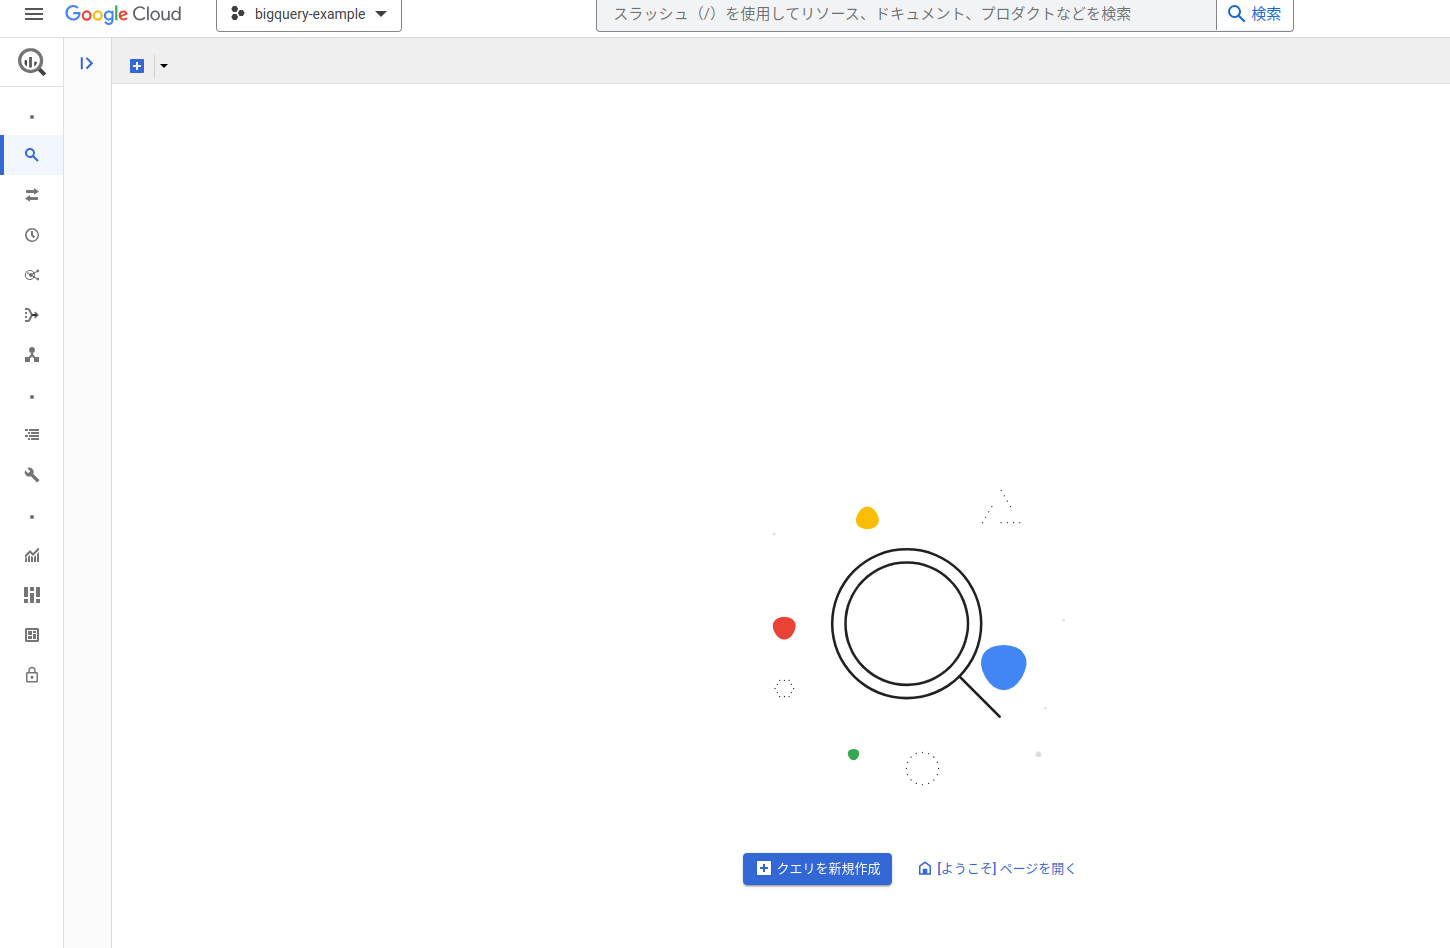 Google Cloud
bigquery-example
スラッシュ（/）を使用してリソース、ドキュメント、プロダクトなどを検索
検索
クエリを新規作成
[ようこそ] ページを開く